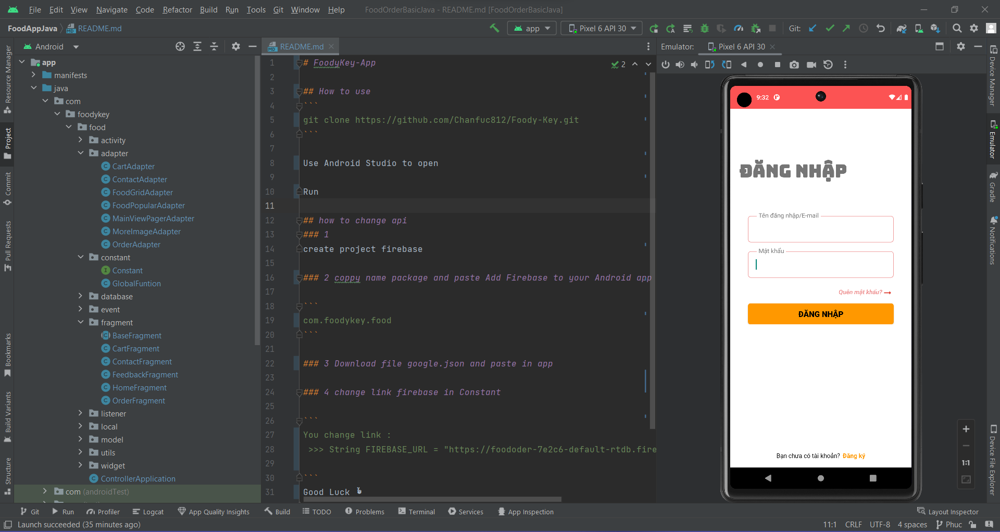 File Edit View Navigate Code Refactor Build Run Tools Git Window Help FoodOrderBasicJava - README.md [FoodOrderBasicJava]
FoodAppJava README.md app Pixel 6 API 30 Git:
Android
app
manifests
java
com
foodykey
food
activity
adapter
CartAdapter
ContactAdapter
FoodGridAdapter
FoodPopularAdapter
MainViewPagerAdapter
MoreImageAdapter
OrderAdapter
constant
Constant
GlobalFuntion
database
event
fragment
BaseFragment
CartFragment
ContactFragment
FeedbackFragment
HomeFragment
OrderFragment
listener
local
model
utils
widget
ControllerApplication
com (androidTest)
Resource Manager
Project
Commit
Pull Requests
Bookmarks
Build Variants
Structure
README.md
2
1 # FoodyKey-App
2
3 ## How to use
4 ```
5 git clone https://github.com/Chanfuc812/Foody-Key.git
6 ```
7
8 Use Android Studio to open
9
10 Run
11
12 ## how to change api
13 ### 1
14 create project firebase
15
16 ### 2 coppy name package and paste Add Firebase to your Android app
17
18 ```
19 com.foodykey.food
20 ```
21
22 ### 3 Download file google.json and paste in app
23
24 ### 4 change link firebase in Constant
25
26 ```
27 You change link :
28 >>> String FIREBASE_URL = "https://foododer-7e2c6-default-rtdb.fire
29
30 ```
31 Good Luck
Emulator: Pixel 6 API 30
9:32
ĐĂNG NHẬP
Tên đăng nhập/E-mail
Mật khẩu
Quên mật khẩu?
ĐĂNG NHẬP
Bạn chưa có tài khoản? Đăng ký
1:1
Device Manager
Emulator
Gradle
Notifications
Device File Explorer
Git Run Profiler Logcat App Quality Insights Build TODO Problems Terminal Services App Inspection Layout Inspector
Launch succeeded (35 minutes ago) 11:1 CRLF UTF-8 4 spaces Phuc